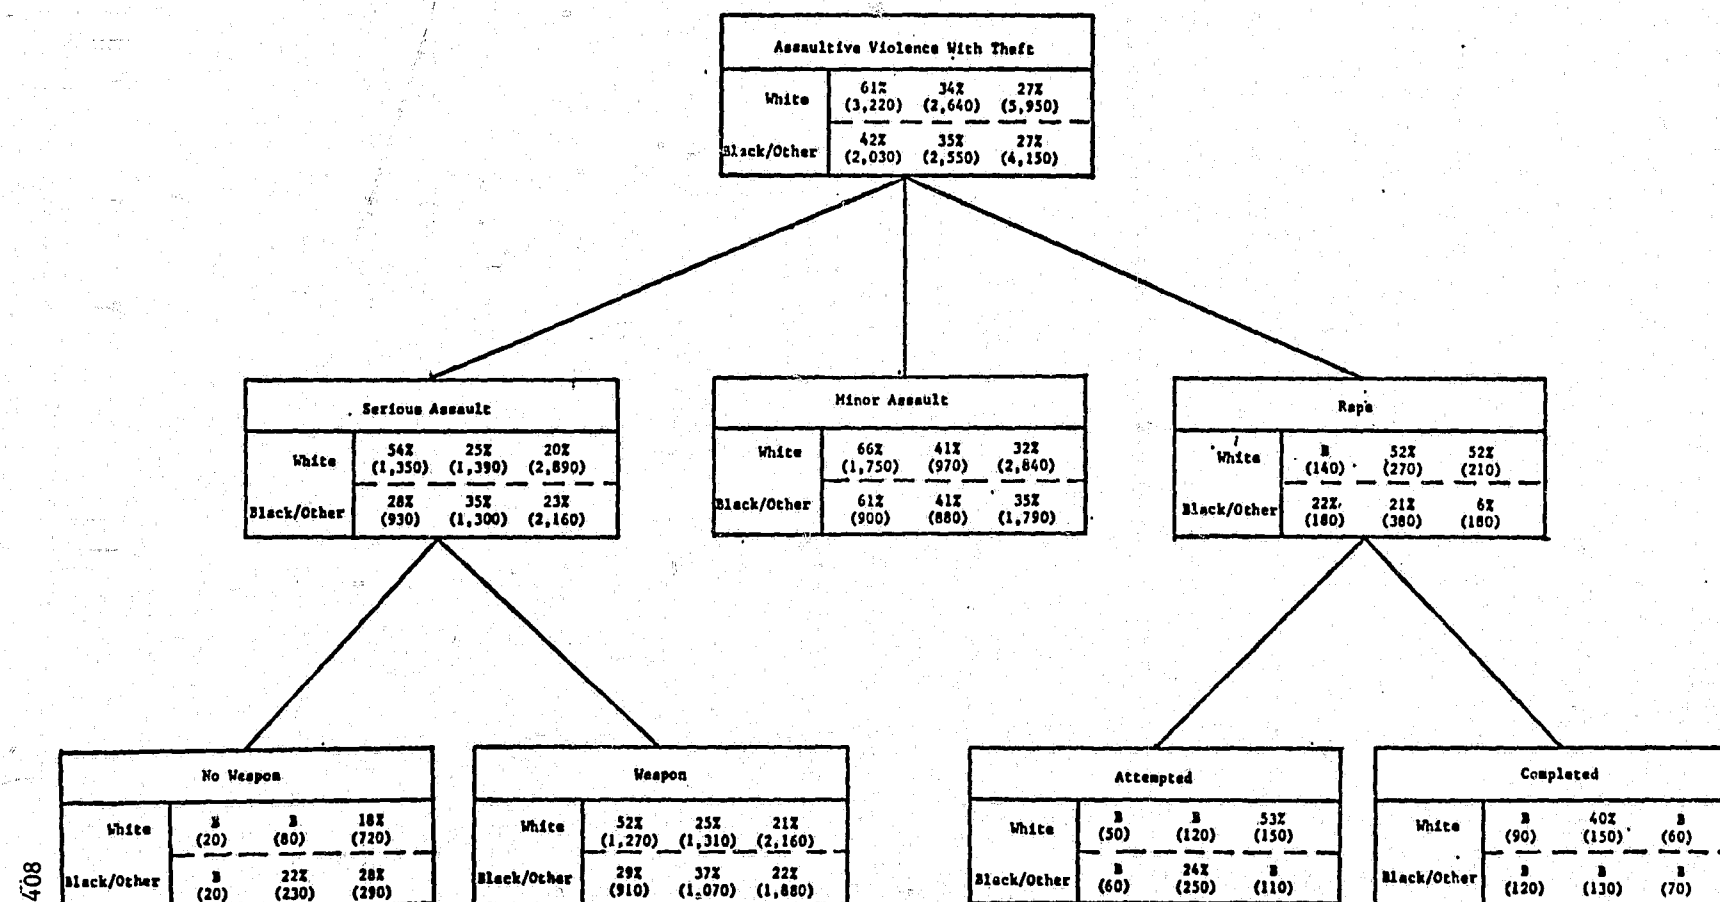 Assaultive Violence With Theft
White 61% 34% 27%
(3,220) (2,640) (5,950)
Black/Other 42% 35% 27%
(2,030) (2,550) (4,150)
Serious Assault
White 54% 25% 20%
(1,350) (1,390) (2,890)
Black/Other 28% 35% 23%
(930) (1,300) (2,160)
Minor Assault
White 66% 41% 32%
(1,750) (970) (2,840)
Black/Other 61% 41% 35%
(900) (880) (1,790)
Rape
White B 52% 52%
(140) (270) (210)
Black/Other 22% 21% 6%
(180) (380) (180)
No Weapon
White B B 18%
(20) (80) (720)
Black/Other B 22% 28%
(20) (230) (290)
Weapon
White 52% 25% 21%
(1,270) (1,310) (2,160)
Black/Other 29% 37% 22%
(910) (1,070) (1,880)
Attempted
White B B 53%
(50) (120) (150)
Black/Other B 24% B
(60) (250) (110)
Completed
White B 40% B
(90) (150) (60)
Black/Other B B B
(120) (130) (70)
408